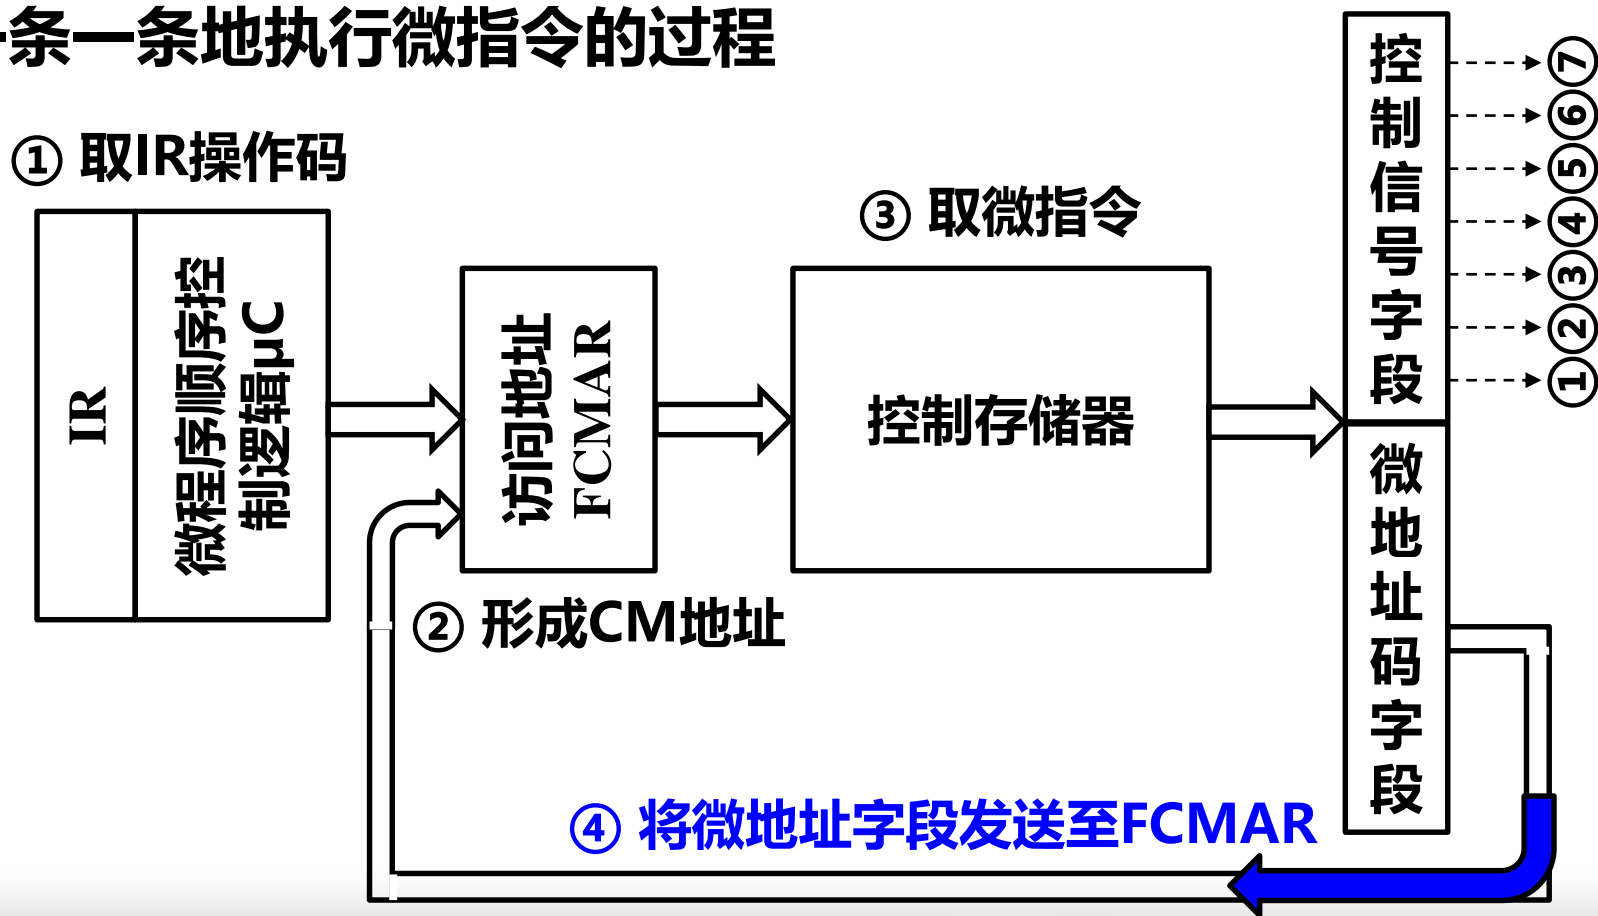 一条一条地执行微指令的过程
① 取IR操作码
IR
微程序顺序控
制逻辑μC
访问地址
FCMAR
② 形成CM地址
③ 取微指令
控制存储器
控制信号字段
⑦
⑥
⑤
④
③
②
①
微地址码字段
④ 将微地址字段发送至FCMAR